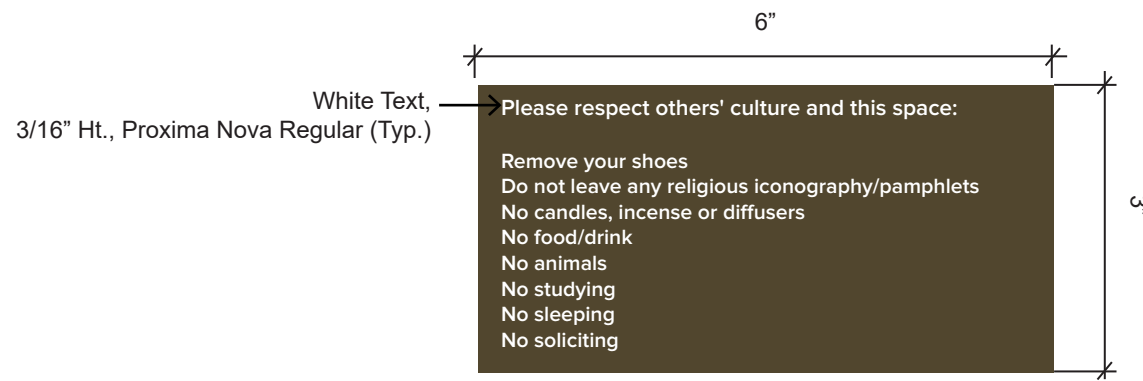 6”
White Text,
3/16” Ht., Proxima Nova Regular (Typ.)
Please respect others' culture and this space:
Remove your shoes
Do not leave any religious iconography/pamphlets
No candles, incense or diffusers
No food/drink
No animals
No studying
No sleeping
No soliciting
3”